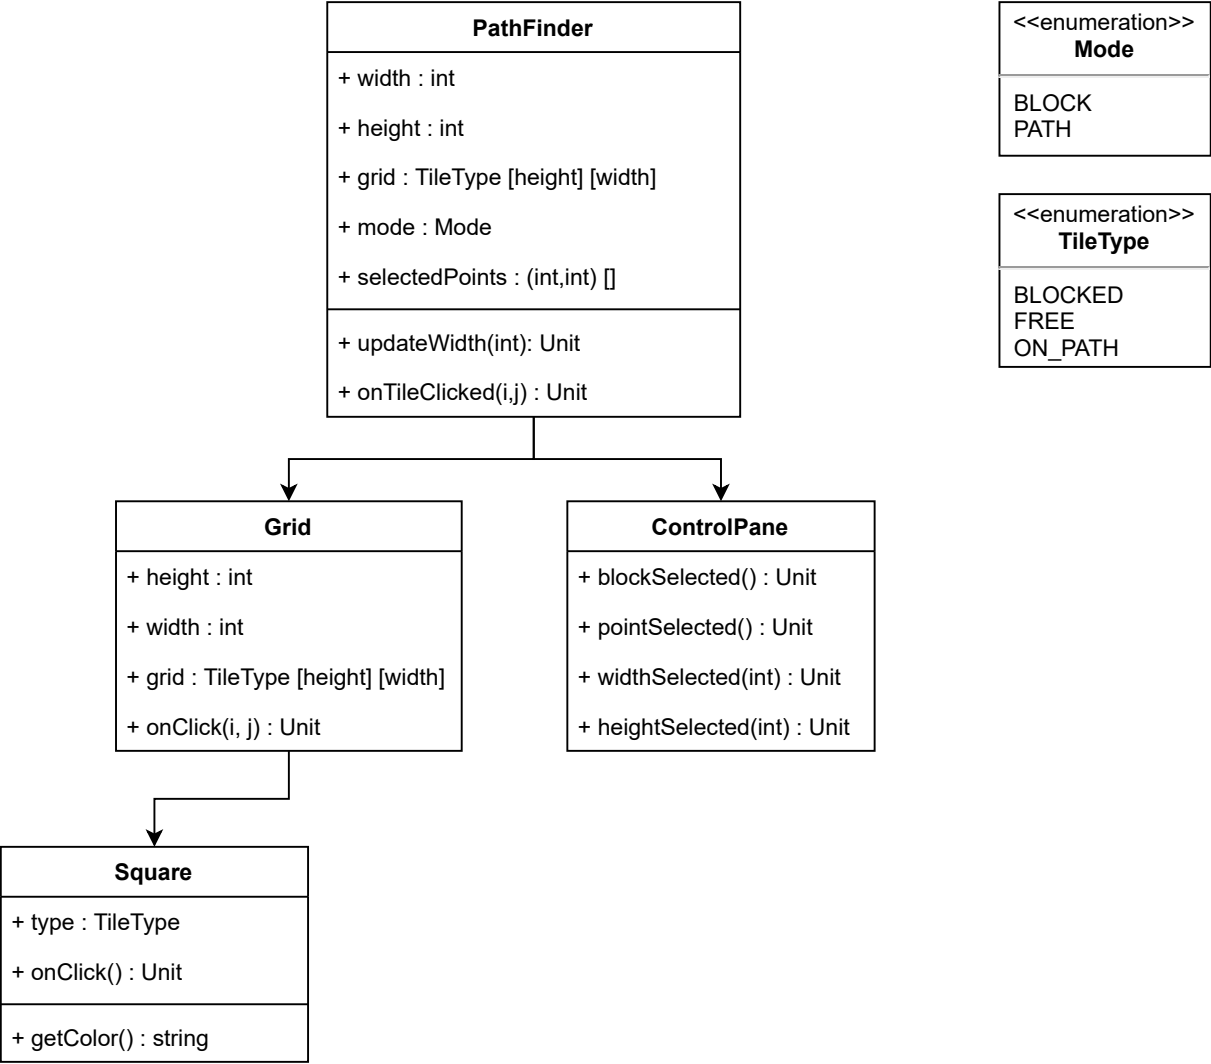 PathFinder
+ width : int
+ height : int
+ grid : TileType [height] [width]
+ mode : Mode
+ selectedPoints : (int,int) []
+ updateWidth(int): Unit
+ onTileClicked(i,j) : Unit
<<enumeration>>
Mode
BLOCK
PATH
<<enumeration>>
TileType
BLOCKED
FREE
ON_PATH
Grid
+ height : int
+ width : int
+ grid : TileType [height] [width]
+ onClick(i, j) : Unit
ControlPane
+ blockSelected() : Unit
+ pointSelected() : Unit
+ widthSelected(int) : Unit
+ heightSelected(int) : Unit
Square
+ type : TileType
+ onClick() : Unit
+ getColor() : string